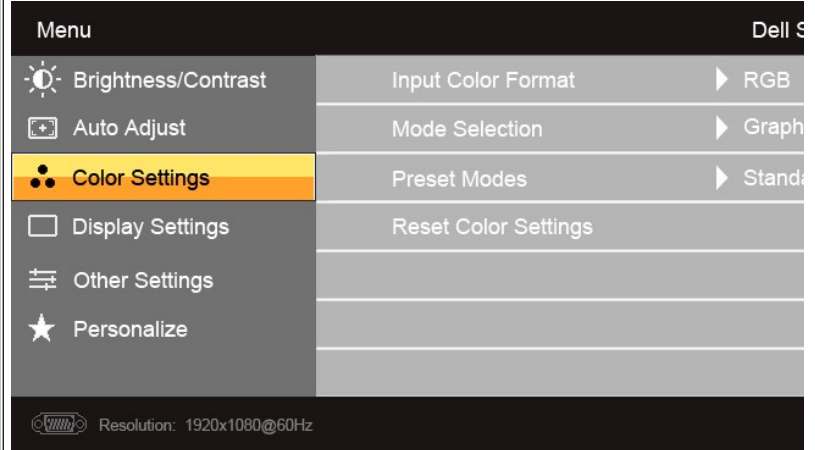 Menu Dell S
Brightness/Contrast Input Color Format RGB
Auto Adjust Mode Selection Graph
Color Settings Preset Modes Standa
Display Settings Reset Color Settings
Other Settings
Personalize
Resolution: 1920x1080@60Hz